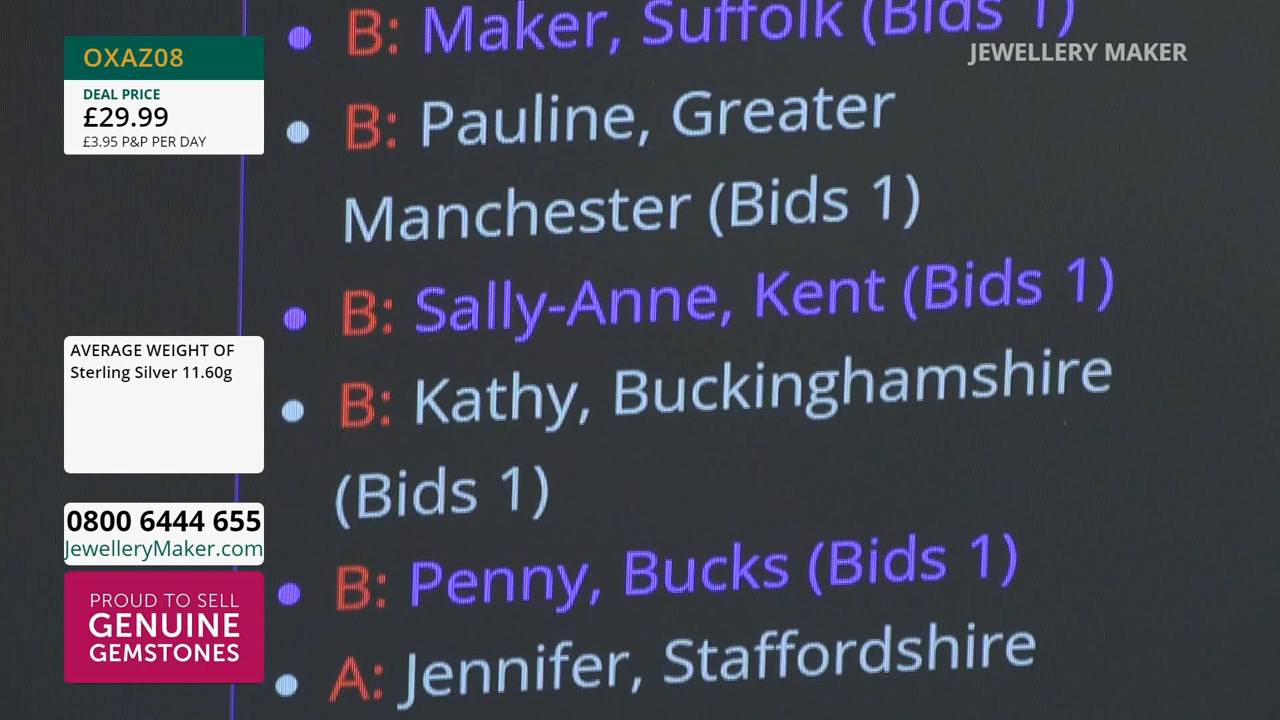 B: Maker, Suffolk (Bids 1)
OXAZ08
JEWELLERY MAKER
DEAL PRICE
£29.99
£3.95 P&P PER DAY
B: Pauline, Greater
Manchester (Bids 1)
B: Sally-Anne, Kent (Bids 1)
AVERAGE WEIGHT OF
Sterling Silver 11.60g
B: Kathy, Buckinghamshire
(Bids 1)
0800 6444 655
JewelleryMaker.com
B: Penny, Bucks (Bids 1)
PROUD TO SELL
GENUINE
GEMSTONES
A: Jennifer, Staffordshire